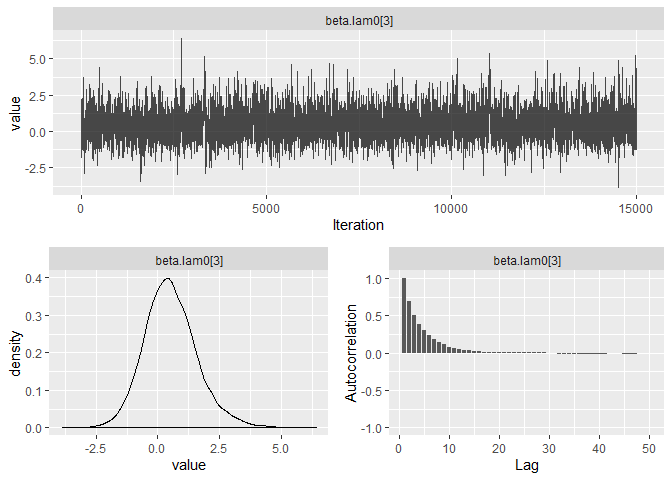 beta.lam0[3]
value
5.0
2.5
0.0
-2.5
0 5000 10000 15000
Iteration
beta.lam0[3]
density
0.4
0.3
0.2
0.1
0.0
-2.5 0.0 2.5 5.0
value
beta.lam0[3]
Autocorrelation
1.0
0.5
0.0
-0.5
-1.0
0 10 20 30 40 50
Lag